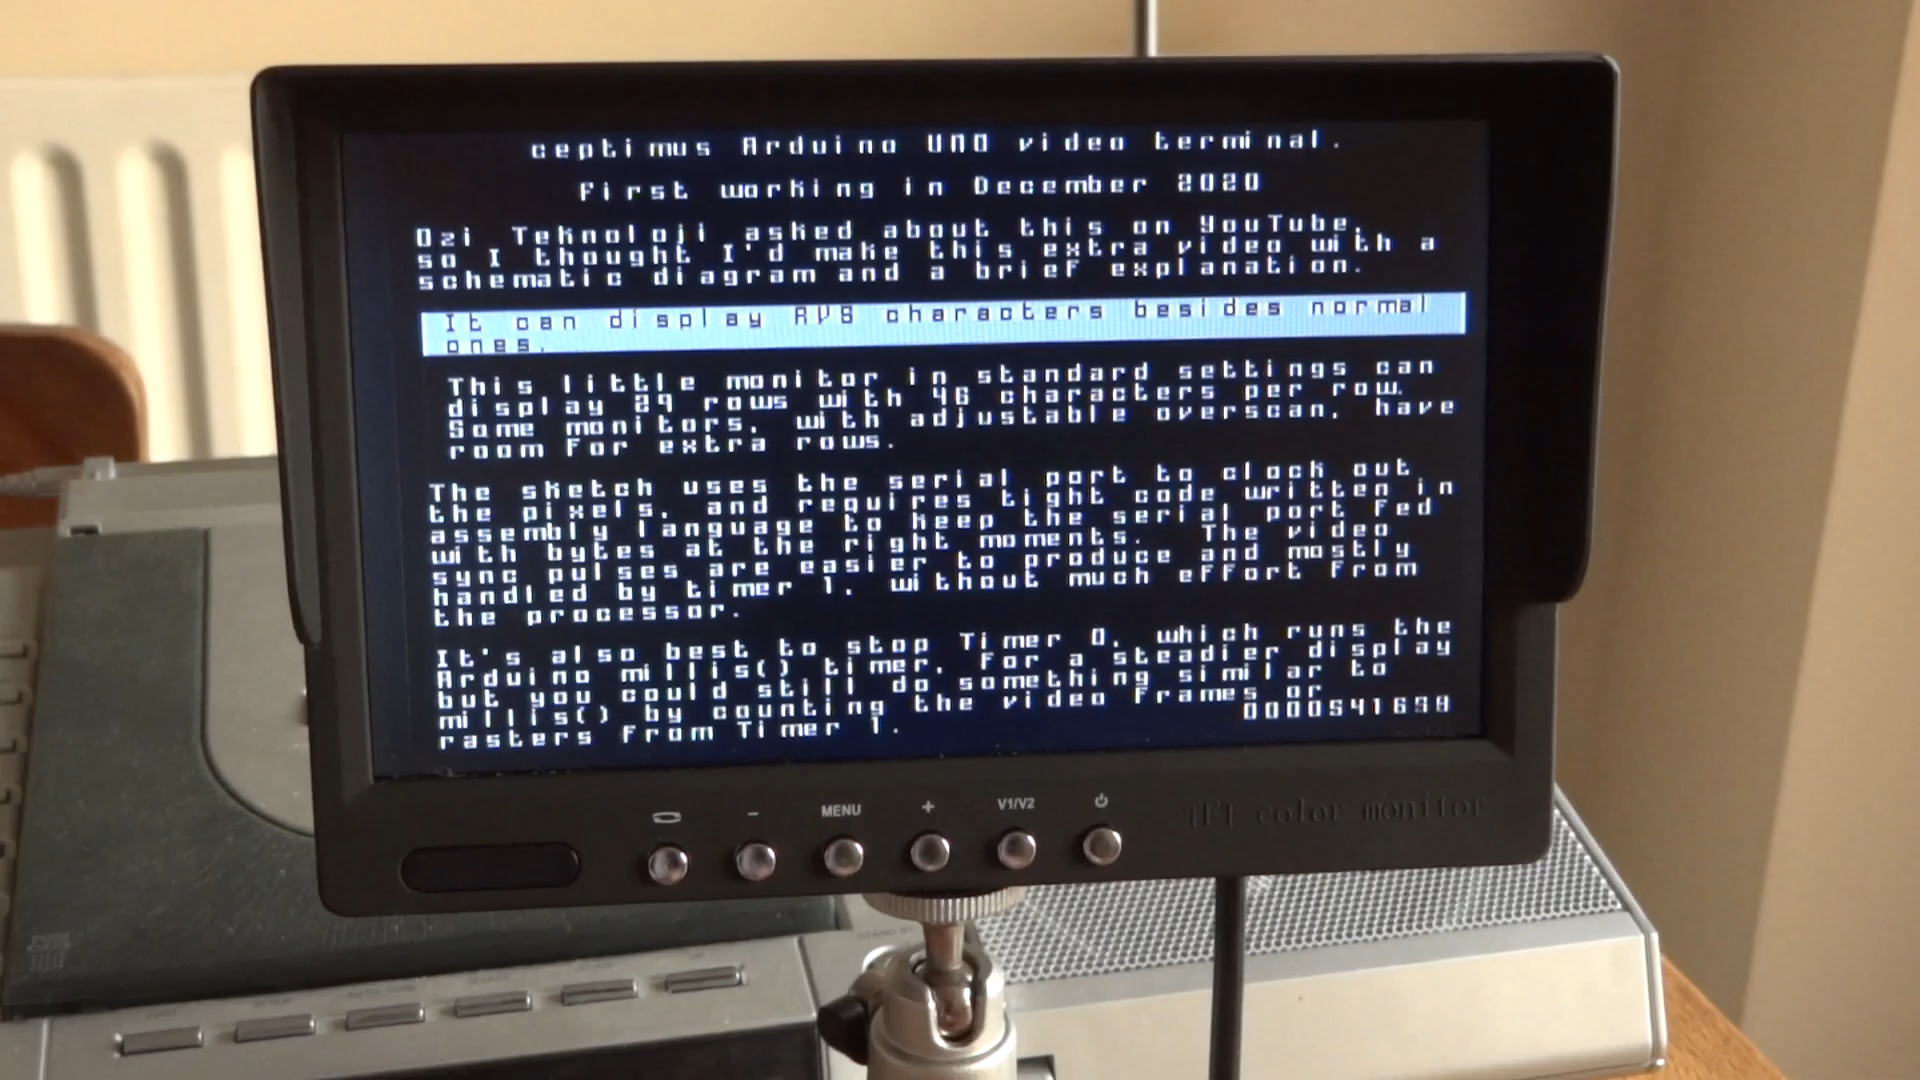 ceptimus Arduino UNO video terminal.
First working in December 2020
Ozi Teknoloji asked about this on YouTube,
so I thought I'd make this extra video with a
schematic diagram and a brief explanation.
It can display RVS characters besides normal
ones.
This little monitor in standard settings can
display 29 rows with 46 characters per row.
Some monitors, with adjustable overscan, have
room for extra rows.
The sketch uses the serial port to clock out
the pixels, and requires tight code written in
assembly language to keep the serial port fed
with bytes at the right moments. The video
sync pulses are easier to produce and mostly
handled by timer 1, without much effort from
the processor.
It's also best to stop Timer 0, which runs the
Arduino millis() timer, for a steadier display
but you could still do something similar to
millis() by counting the video frames or
rasters from Timer 1.
0000541699
MENU
V1/V2
TFT color monitor